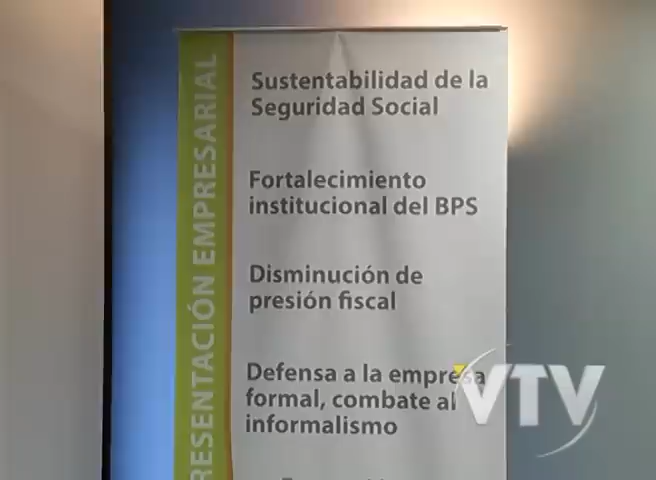 RESENTACIÓN EMPRESARIAL
Sustentabilidad de la
Seguridad Social
Fortalecimiento
institucional del BPS
Disminución de
presión fiscal
Defensa a la empresa
formal, combate al
informalismo
VTV